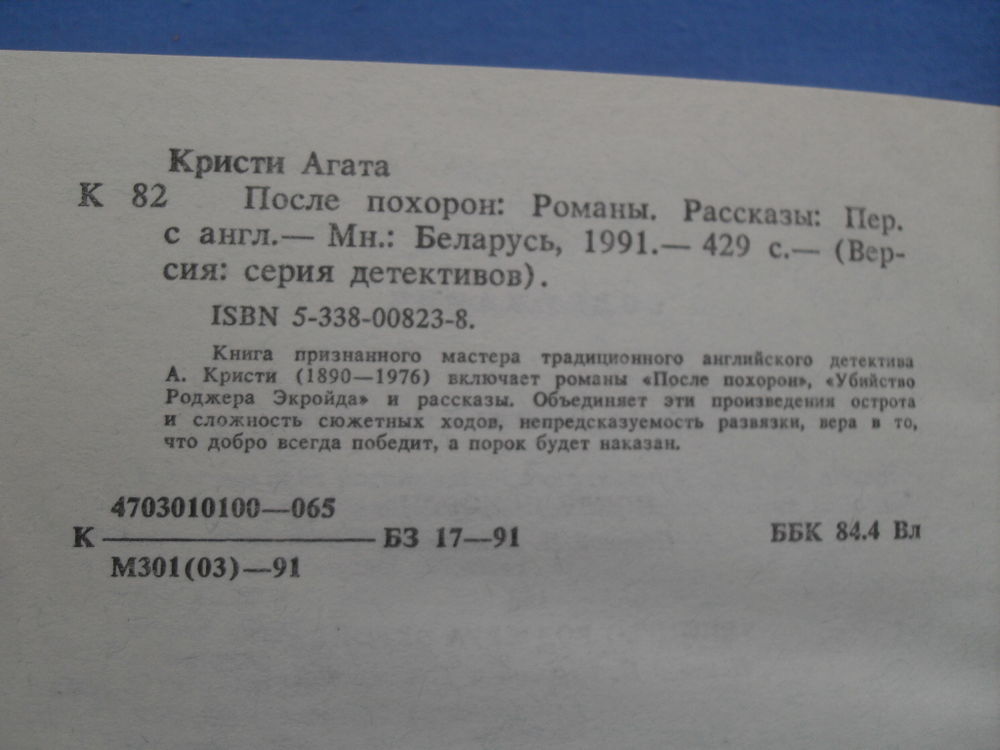 Кристи Агата
К 82 После похорон: Романы. Рассказы: Пер.
с англ.— Мн.: Беларусь, 1991.— 429 с.— (Вер-
сия: серия детективов).
ISBN 5-338-00823-8.
Книга признанного мастера традиционного английского детектива
А. Кристи (1890—1976) включает романы «После похорон», «Убийство
Роджера Экройда» и рассказы. Объединяет эти произведения острота
и сложность сюжетных ходов, непредсказуемость развязки, вера в то,
что добро всегда победит, а порок будет наказан.
4703010100—065
К ——— БЗ 17—91 ББК 84.4 Вл
М301(03)—91